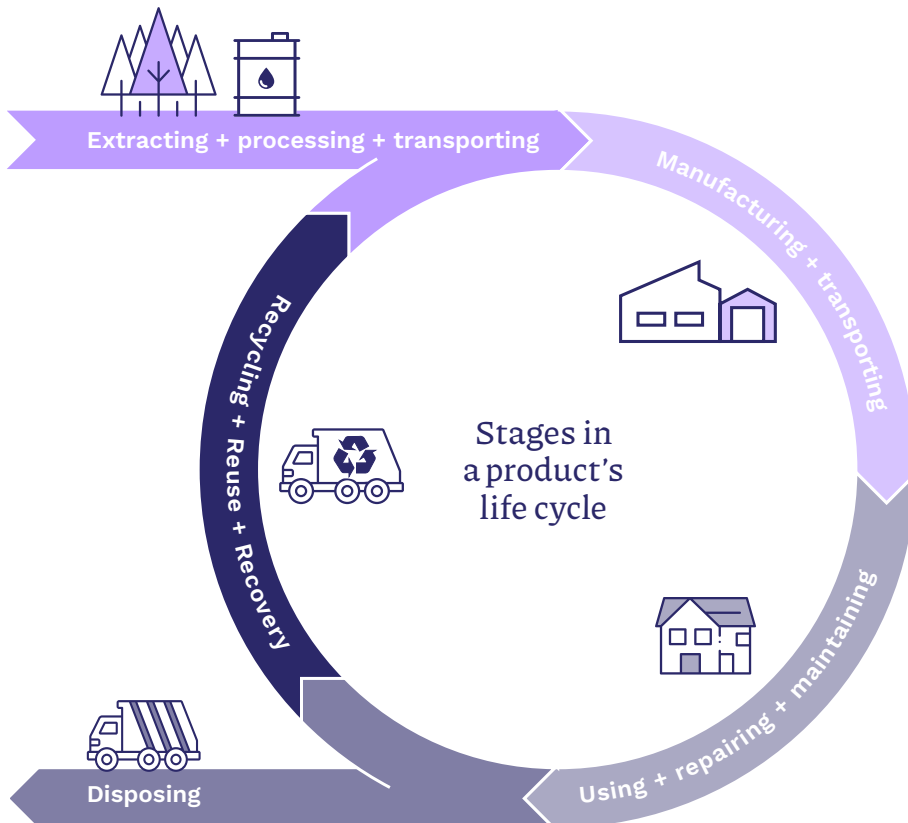 Extracting + processing + transporting
Manufacturing + transporting
Recycling + Reuse + Recovery
Stages in
a product’s
life cycle
Using + repairing + maintaining
Disposing